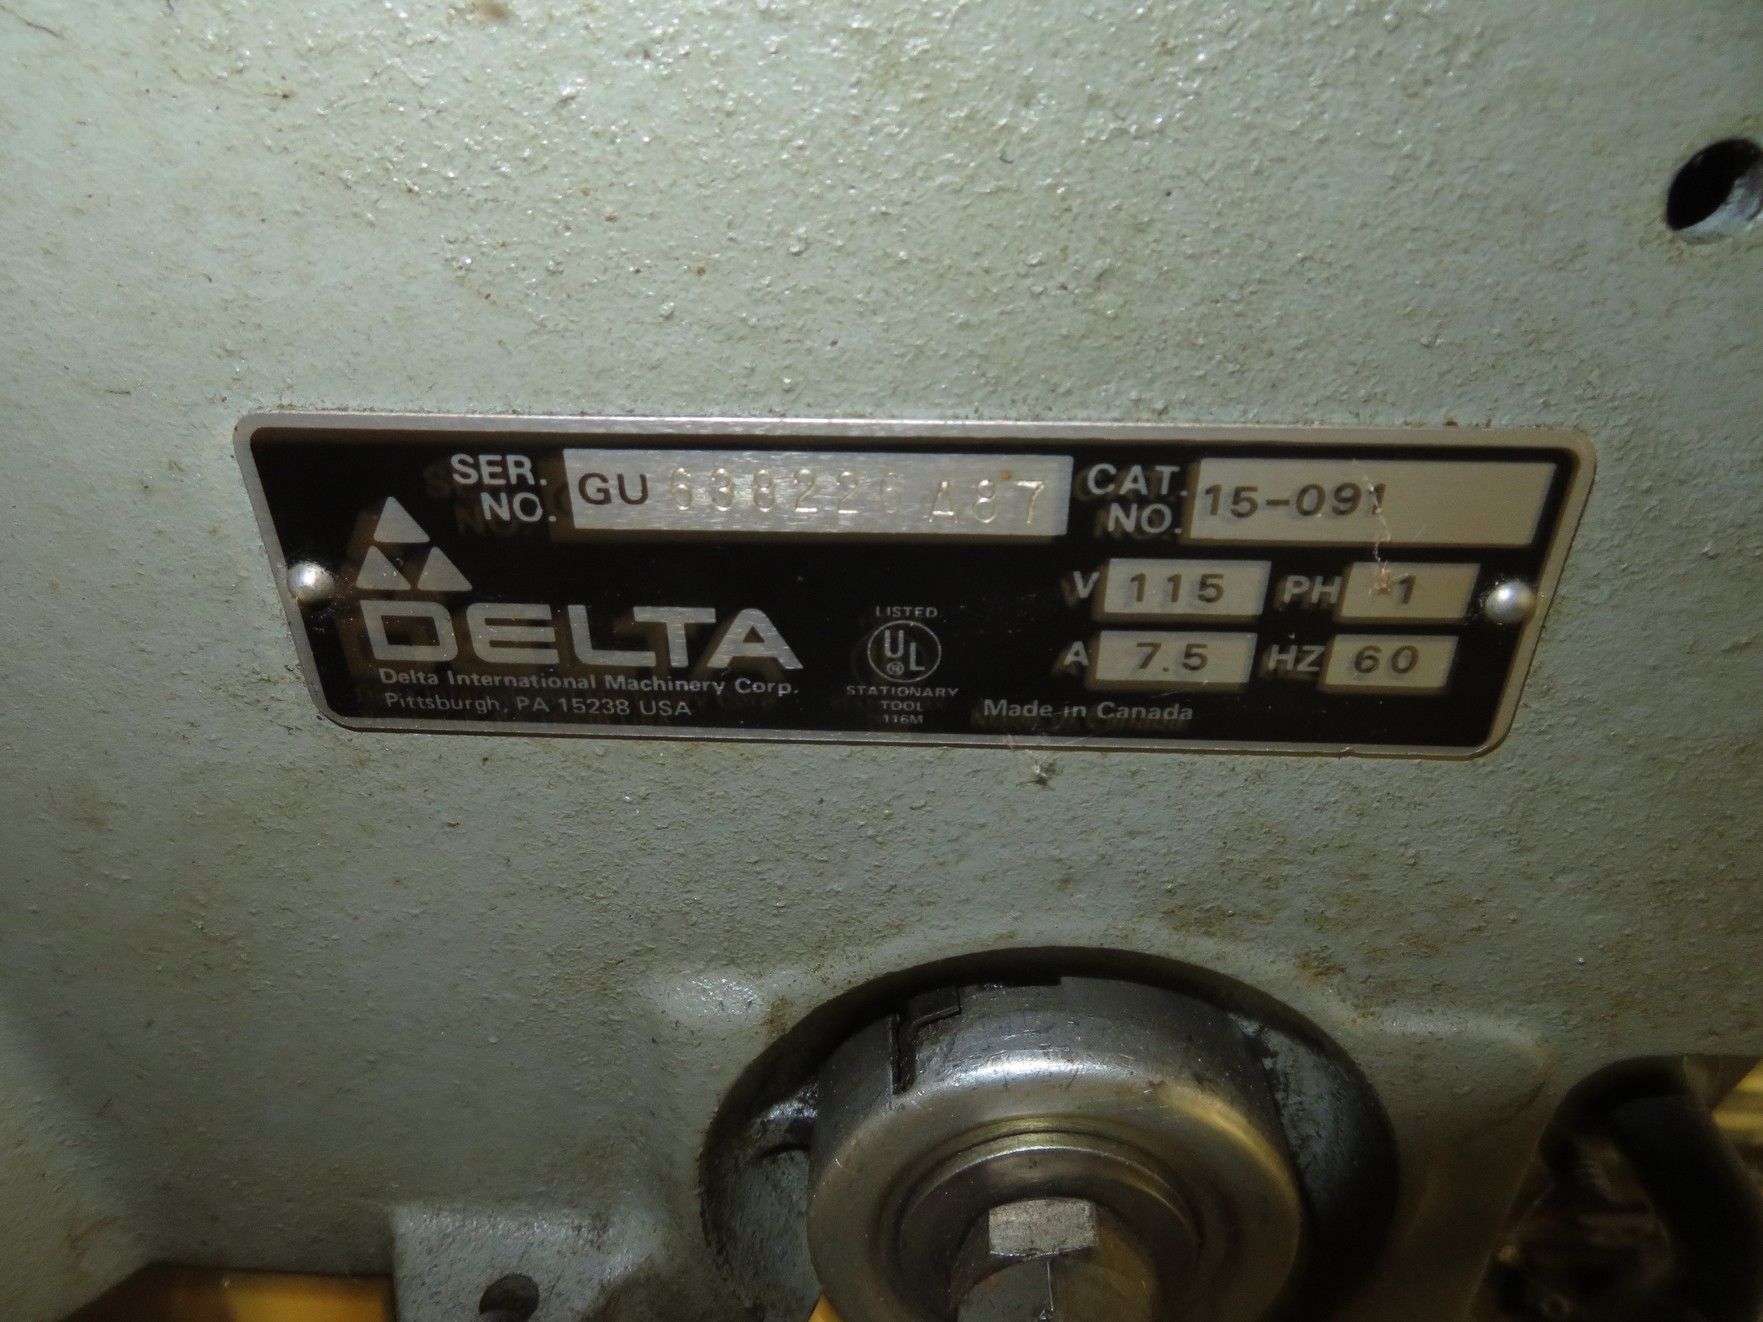 SER. NO. GU 638226 A87
CAT. NO. 15-091
V 115 PH 1
A 7.5 HZ 60
DELTA
Delta International Machinery Corp.
Pittsburgh, PA 15238 USA
LISTED
UL
STATIONARY
TOOL
116M
Made in Canada